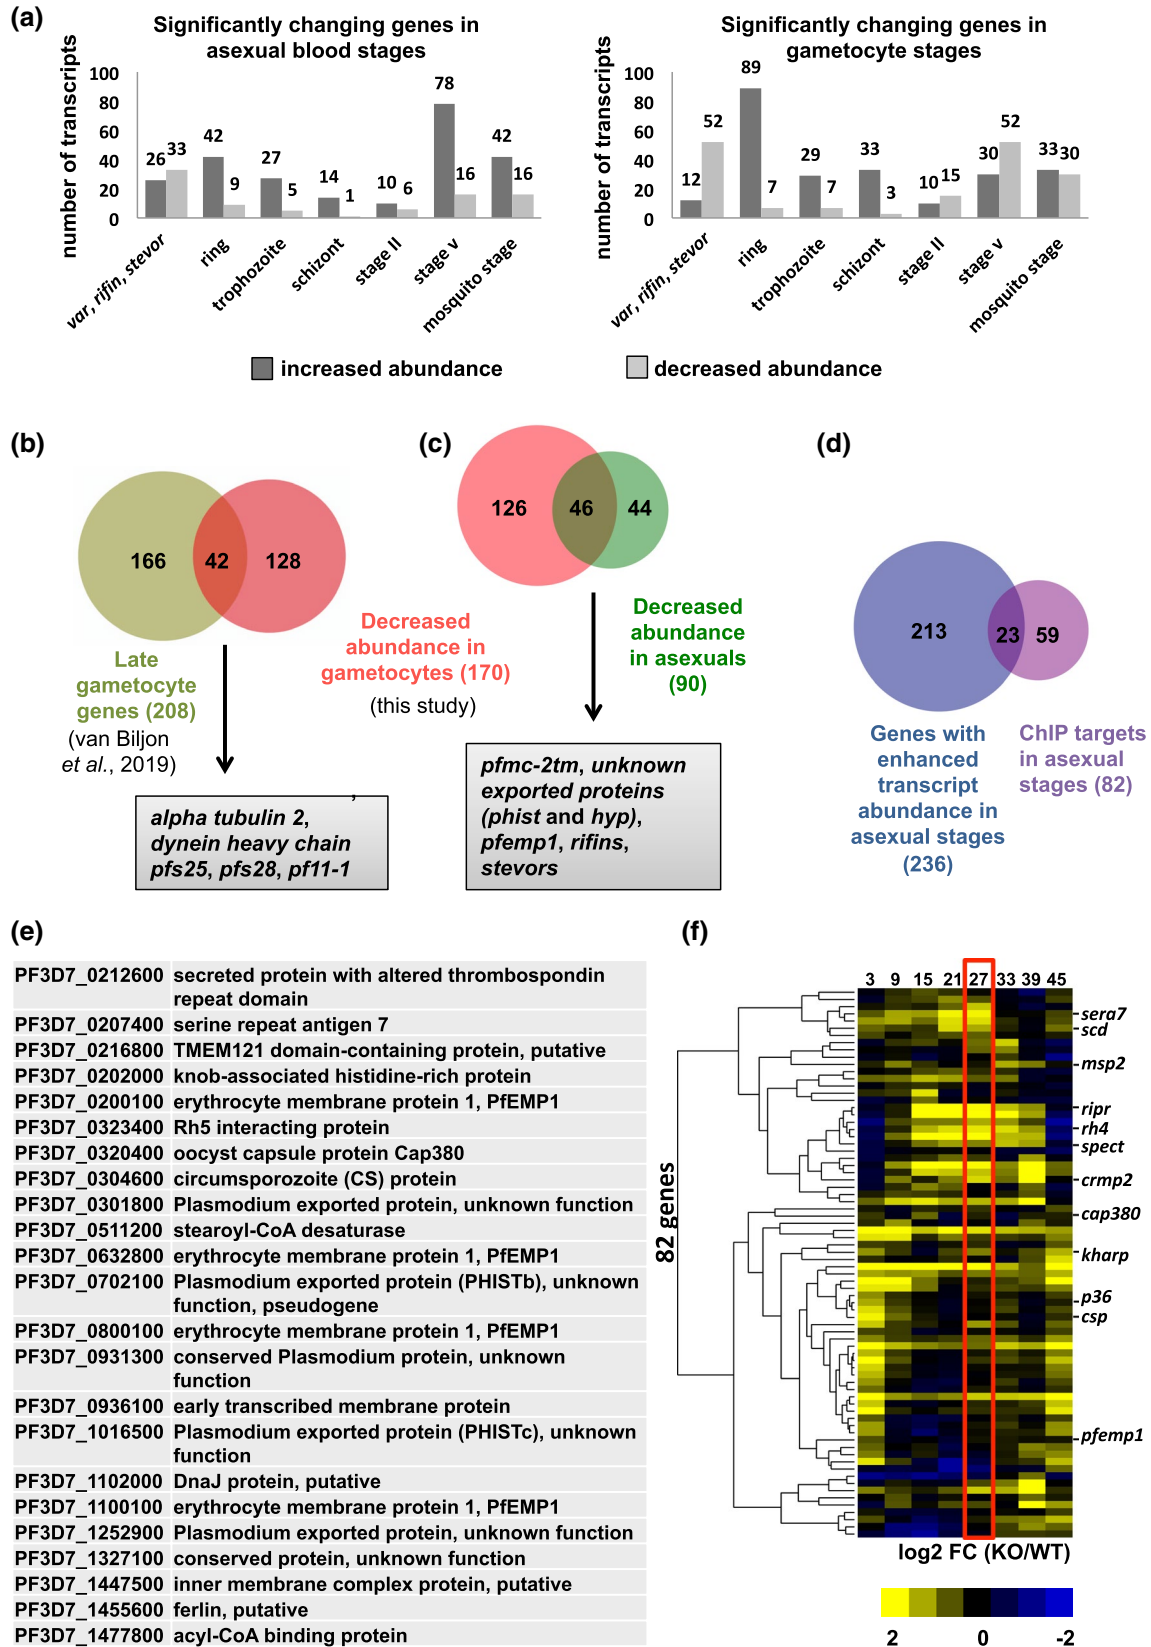 (a)
Significantly changing genes in
asexual blood stages
number of transcripts
100
80
60
40
20
0
26 33
42
9
27
5
14
1
10
6
78
16
42
16
var, rifin, stevor
ring
trophozoite
schizont
stage II
stage v
mosquito stage
Significantly changing genes in
gametocyte stages
number of transcripts
100
80
60
40
20
0
12
52
89
7
29
7
33
3
10 15
30
52
33 30
var, rifin, stevor
ring
trophozoite
schizont
stage II
stage v
mosquito stage
increased abundance
decreased abundance
(b)
166
42
128
Late
gametocyte
genes (208)
(van Biljon
et al., 2019)
Decreased
abundance in
gametocytes (170)
(this study)
,
alpha tubulin 2,
dynein heavy chain
pfs25, pfs28, pf11-1
(c)
126
46
44
Decreased
abundance
in asexuals
(90)
pfmc-2tm, unknown
exported proteins
(phist and hyp),
pfemp1, rifins,
stevors
(d)
213
23
59
Genes with
enhanced
transcript
abundance in
asexual stages
(236)
ChIP targets
in asexual
stages (82)
(e)
PF3D7_0212600 secreted protein with altered thrombospondin
repeat domain
PF3D7_0207400 serine repeat antigen 7
PF3D7_0216800 TMEM121 domain-containing protein, putative
PF3D7_0202000 knob-associated histidine-rich protein
PF3D7_0200100 erythrocyte membrane protein 1, PfEMP1
PF3D7_0323400 Rh5 interacting protein
PF3D7_0320400 oocyst capsule protein Cap380
PF3D7_0304600 circumsporozoite (CS) protein
PF3D7_0301800 Plasmodium exported protein, unknown function
PF3D7_0511200 stearoyl-CoA desaturase
PF3D7_0632800 erythrocyte membrane protein 1, PfEMP1
PF3D7_0702100 Plasmodium exported protein (PHISTb), unknown
function, pseudogene
PF3D7_0800100 erythrocyte membrane protein 1, PfEMP1
PF3D7_0931300 conserved Plasmodium protein, unknown
function
PF3D7_0936100 early transcribed membrane protein
PF3D7_1016500 Plasmodium exported protein (PHISTc), unknown
function
PF3D7_1102000 DnaJ protein, putative
PF3D7_1100100 erythrocyte membrane protein 1, PfEMP1
PF3D7_1252900 Plasmodium exported protein, unknown function
PF3D7_1327100 conserved protein, unknown function
PF3D7_1447500 inner membrane complex protein, putative
PF3D7_1455600 ferlin, putative
PF3D7_1477800 acyl-CoA binding protein
(f)
3 9 15 21 27 33 39 45
82 genes
sera7
scd
msp2
ripr
rh4
spect
crmp2
cap380
kharp
p36
csp
pfemp1
log2 FC (KO/WT)
2 0 -2